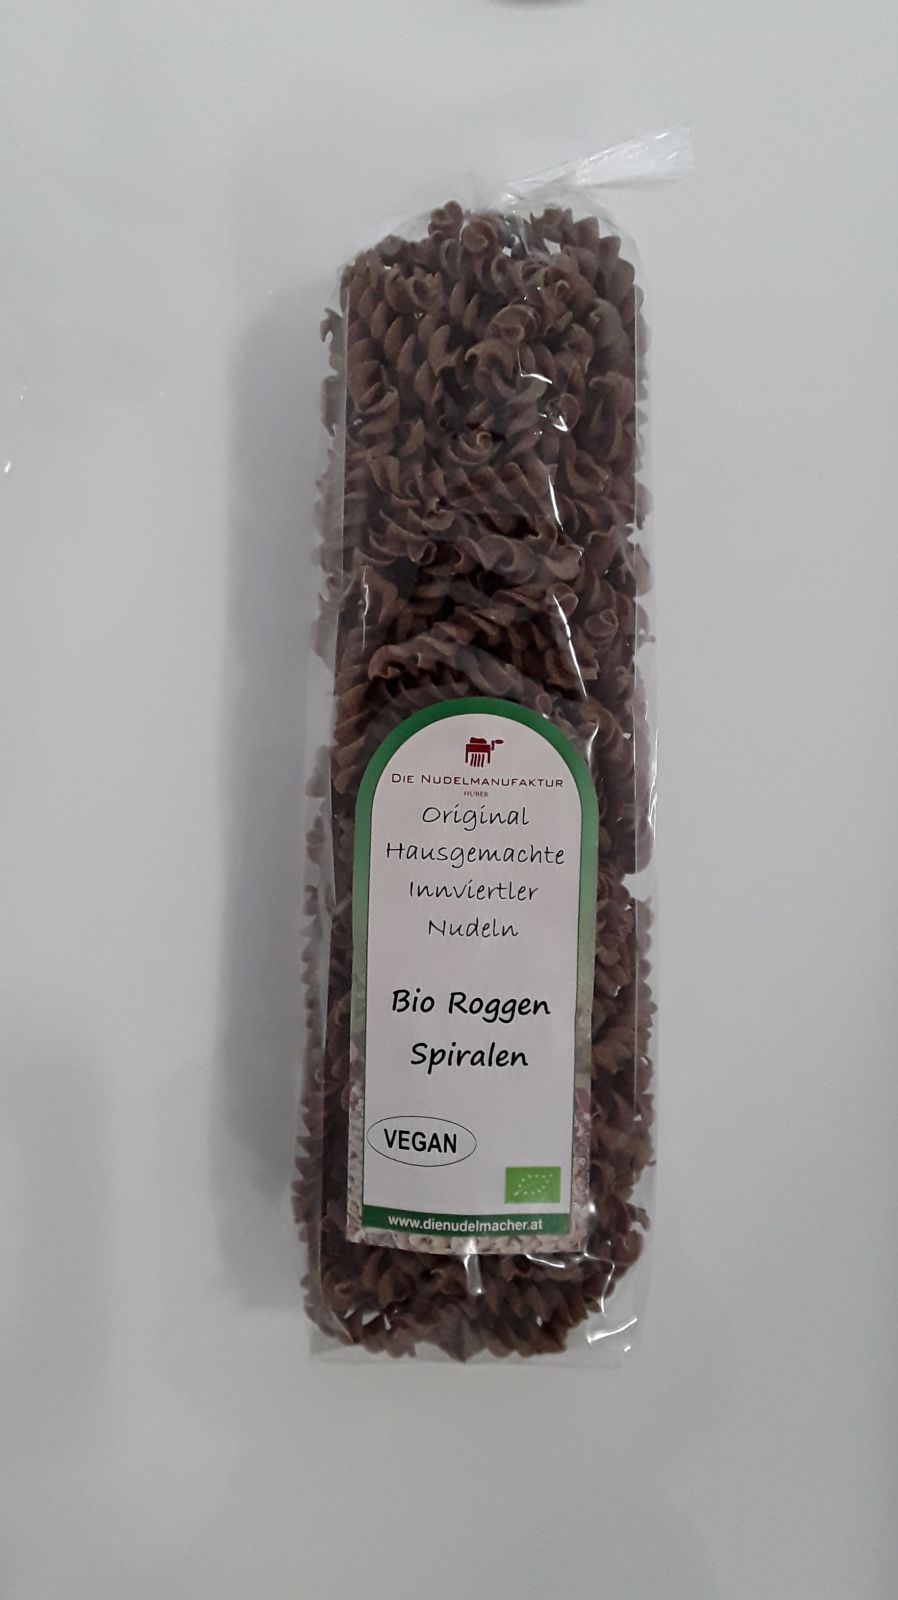 DIE NUDELMANUFAKTUR
HUBER
Original
Hausgemachte
Innviertler
Nudeln
Bio Roggen
Spiralen
VEGAN
www.dienudelmacher.at